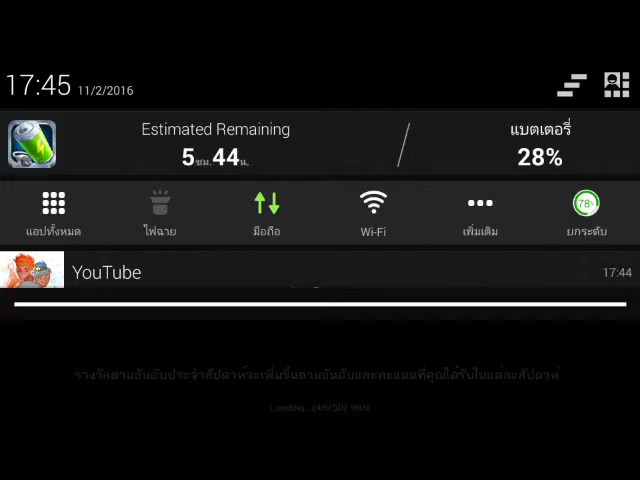 17:45 11/2/2016
Estimated Remaining
5ชม.44น.
แบตเตอรี่
28%
แอปทั้งหมด
ไฟฉาย
มือถือ
Wi-Fi
เพิ่มเติม
78%
ยกระดับ
YouTube 17:44
รางวัลตามอันดับประจำสัปดาห์จะเพิ่มขึ้นตามอันดับและคะแนนที่คุณได้รับในแต่ละสัปดาห์
Loading...(49/50) 98%